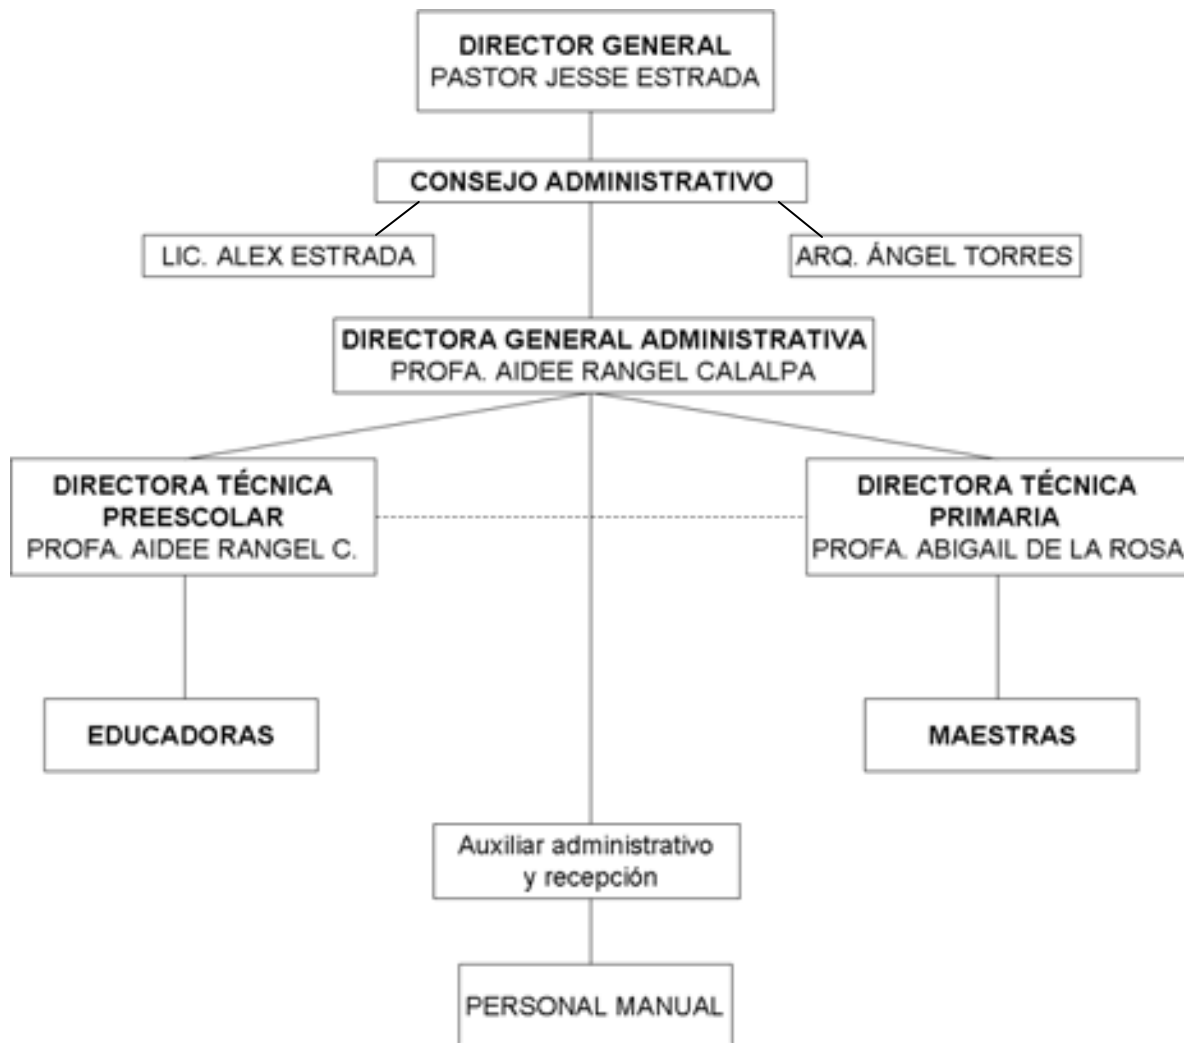 DIRECTOR GENERAL
PASTOR JESSE ESTRADA
CONSEJO ADMINISTRATIVO
LIC. ALEX ESTRADA
ARQ. ÁNGEL TORRES
DIRECTORA GENERAL ADMINISTRATIVA
PROFA. AIDEE RANGEL CALALPA
DIRECTORA TÉCNICA
PREESCOLAR
PROFA. AIDEE RANGEL C.
DIRECTORA TÉCNICA
PRIMARIA
PROFA. ABIGAIL DE LA ROSA
EDUCADORAS
MAESTRAS
Auxiliar administrativo
y recepción
PERSONAL MANUAL